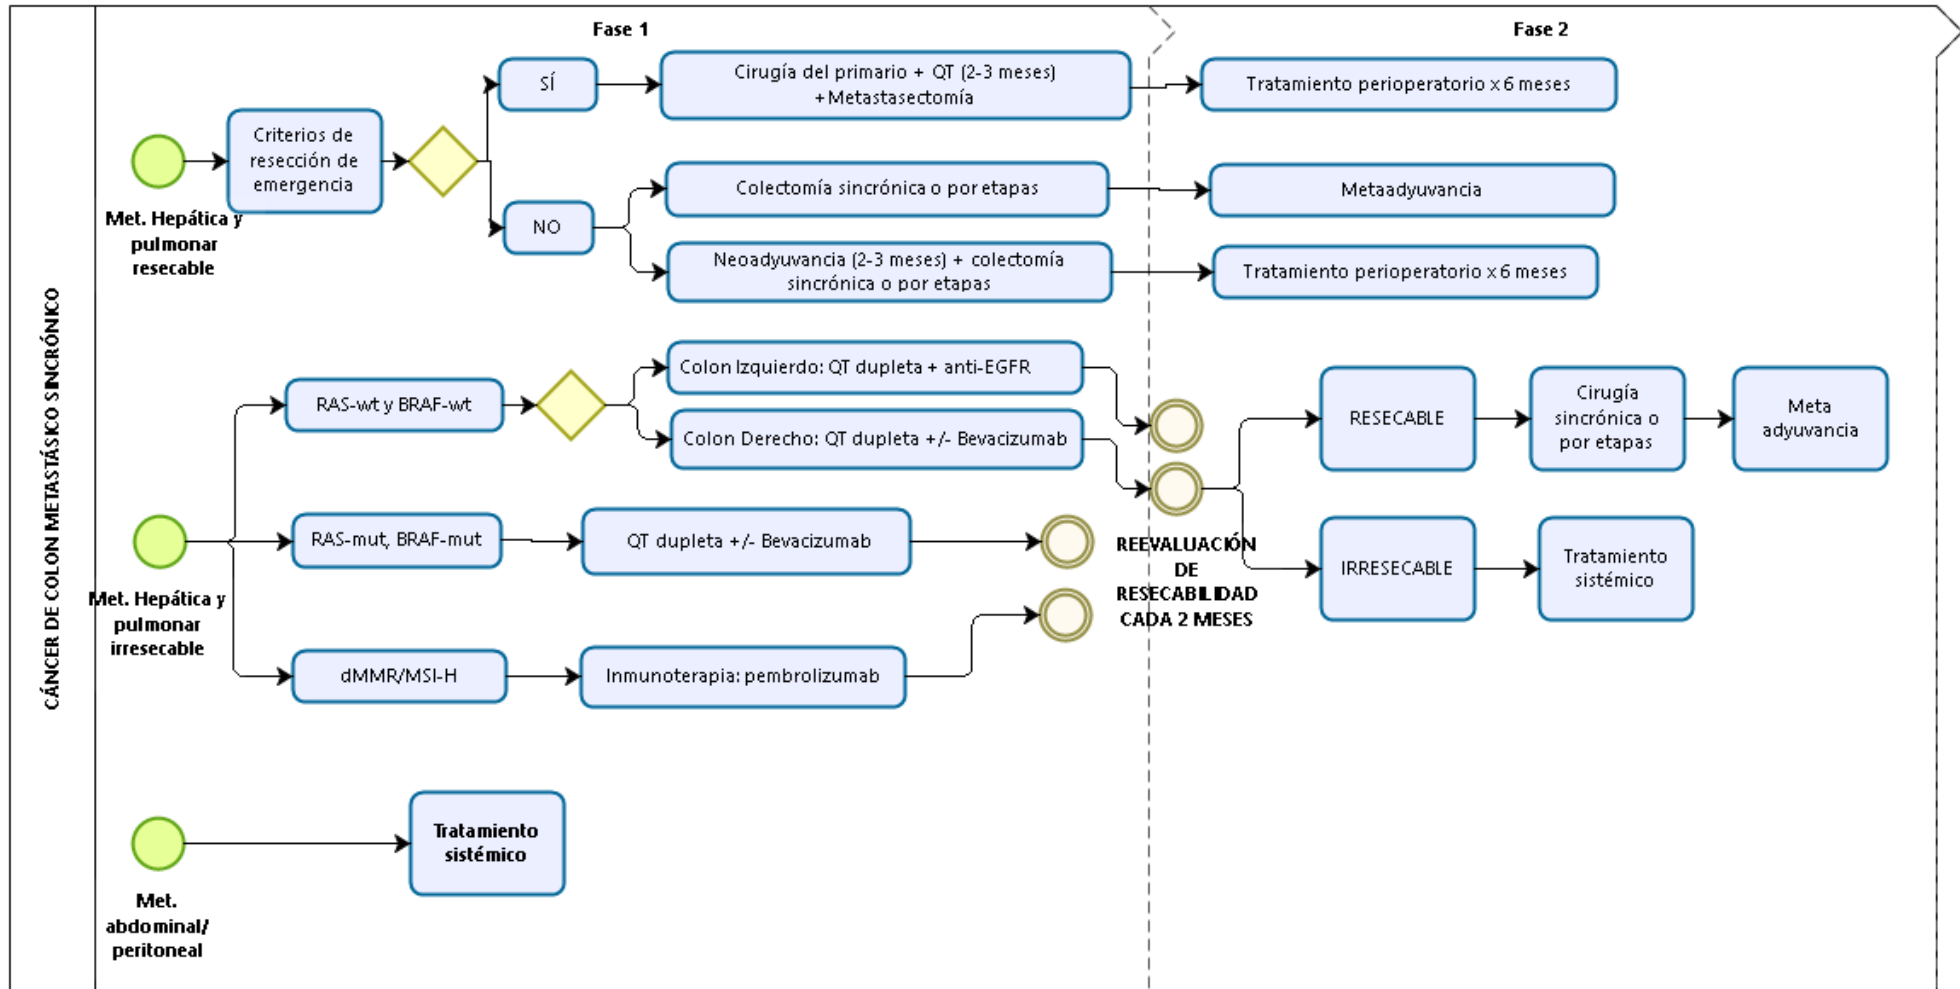 CÁNCER DE COLON METASTÁSICO SINCRÓNICO
Fase 1
Fase 2
Met. Hepática y
pulmonar
resecable
Criterios de
resección de
emergencia
SÍ
Cirugía del primario + QT (2-3 meses)
+Metastasectomía
Tratamiento perioperatorio x 6 meses
NO
Colectomía sincrónica o por etapas
Metaadyuvancia
Neoadyuvancia (2-3 meses) + colectomía
sincrónica o por etapas
Tratamiento perioperatorio x 6 meses
Met. Hepática y
pulmonar
irresecable
RAS-wt y BRAF-wt
Colon Izquierdo: QT dupleta + anti-EGFR
Colon Derecho: QT dupleta +/- Bevacizumab
RAS-mut, BRAF-mut
QT dupleta +/- Bevacizumab
dMMR/MSI-H
Inmunoterapia: pembrolizumab
REEVALUACIÓN
DE
RESECABILIDAD
CADA 2 MESES
RESECABLE
Cirugía
sincrónica o
por etapas
Meta
adyuvancia
IRRESECABLE
Tratamiento
sistémico
Met.
abdominal/
peritoneal
Tratamiento
sistémico